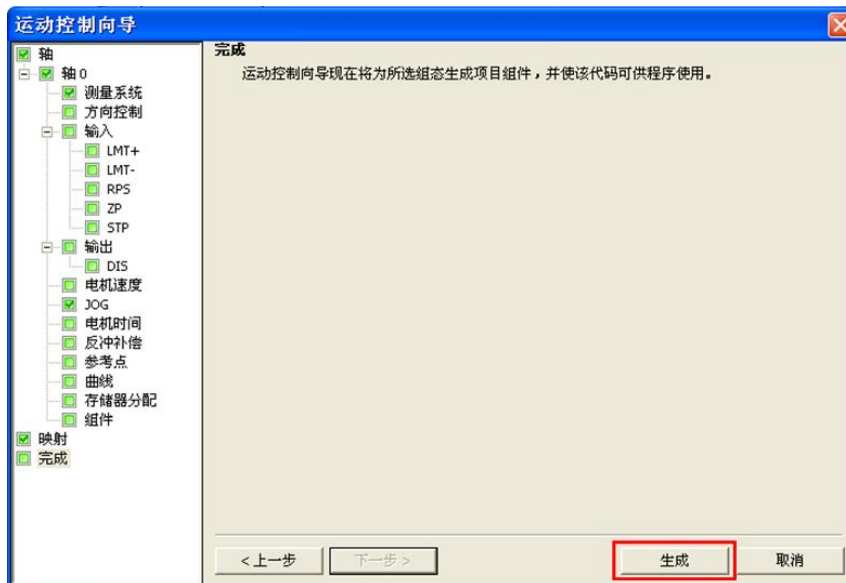 运动控制向导
轴
轴 0
测量系统
方向控制
输入
LMT+
LMT-
RPS
ZP
STP
输出
DIS
电机速度
JOG
电机时间
反冲补偿
参考点
曲线
存储器分配
组件
映射
完成
完成
运动控制向导现在将为所选组态生成项目组件，并使该代码可供程序使用。
<上一步
下一步>
生成
取消